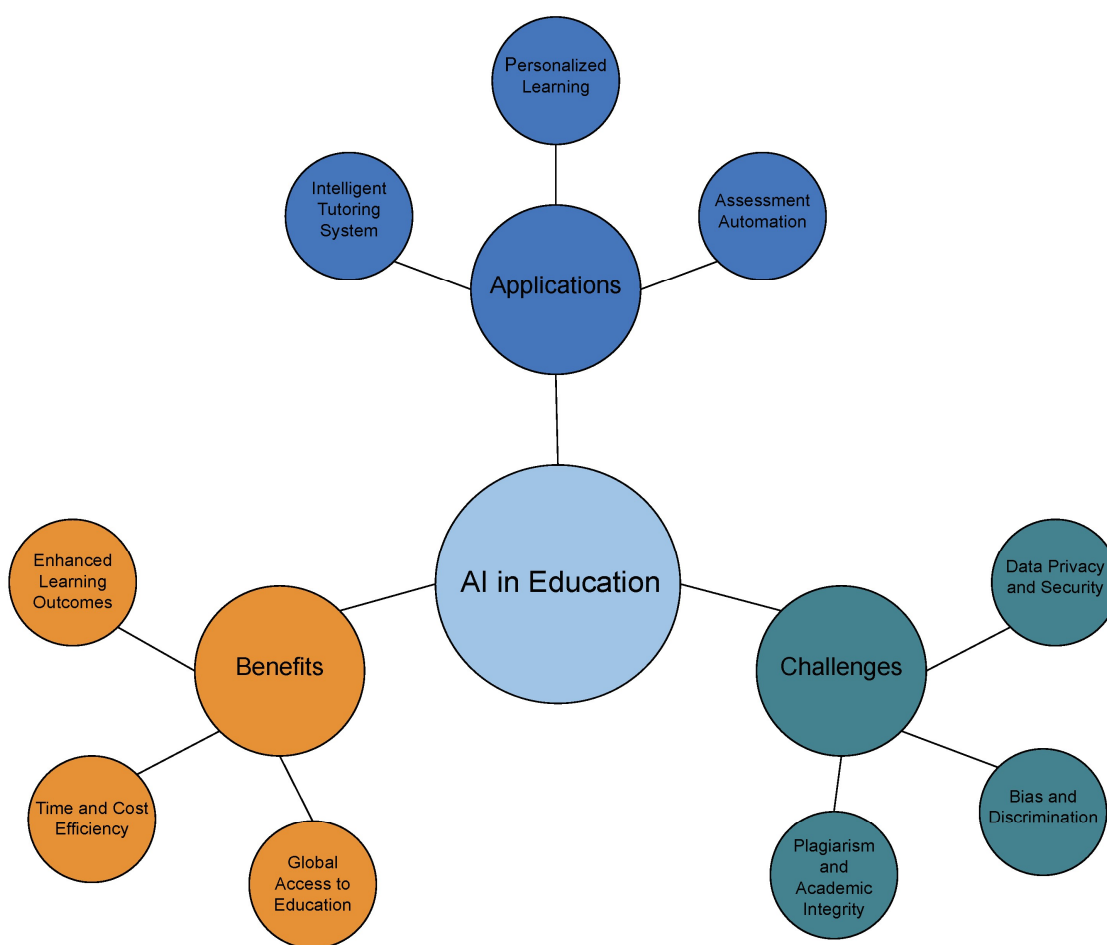 Personalized
Learning
Intelligent
Tutoring
System
Assessment
Automation
Applications
AI in Education
Enhanced
Learning
Outcomes
Benefits
Time and Cost
Efficiency
Global
Access to
Education
Challenges
Data Privacy
and Security
Bias and
Discrimination
Plagiarism
and
Academic
Integrity